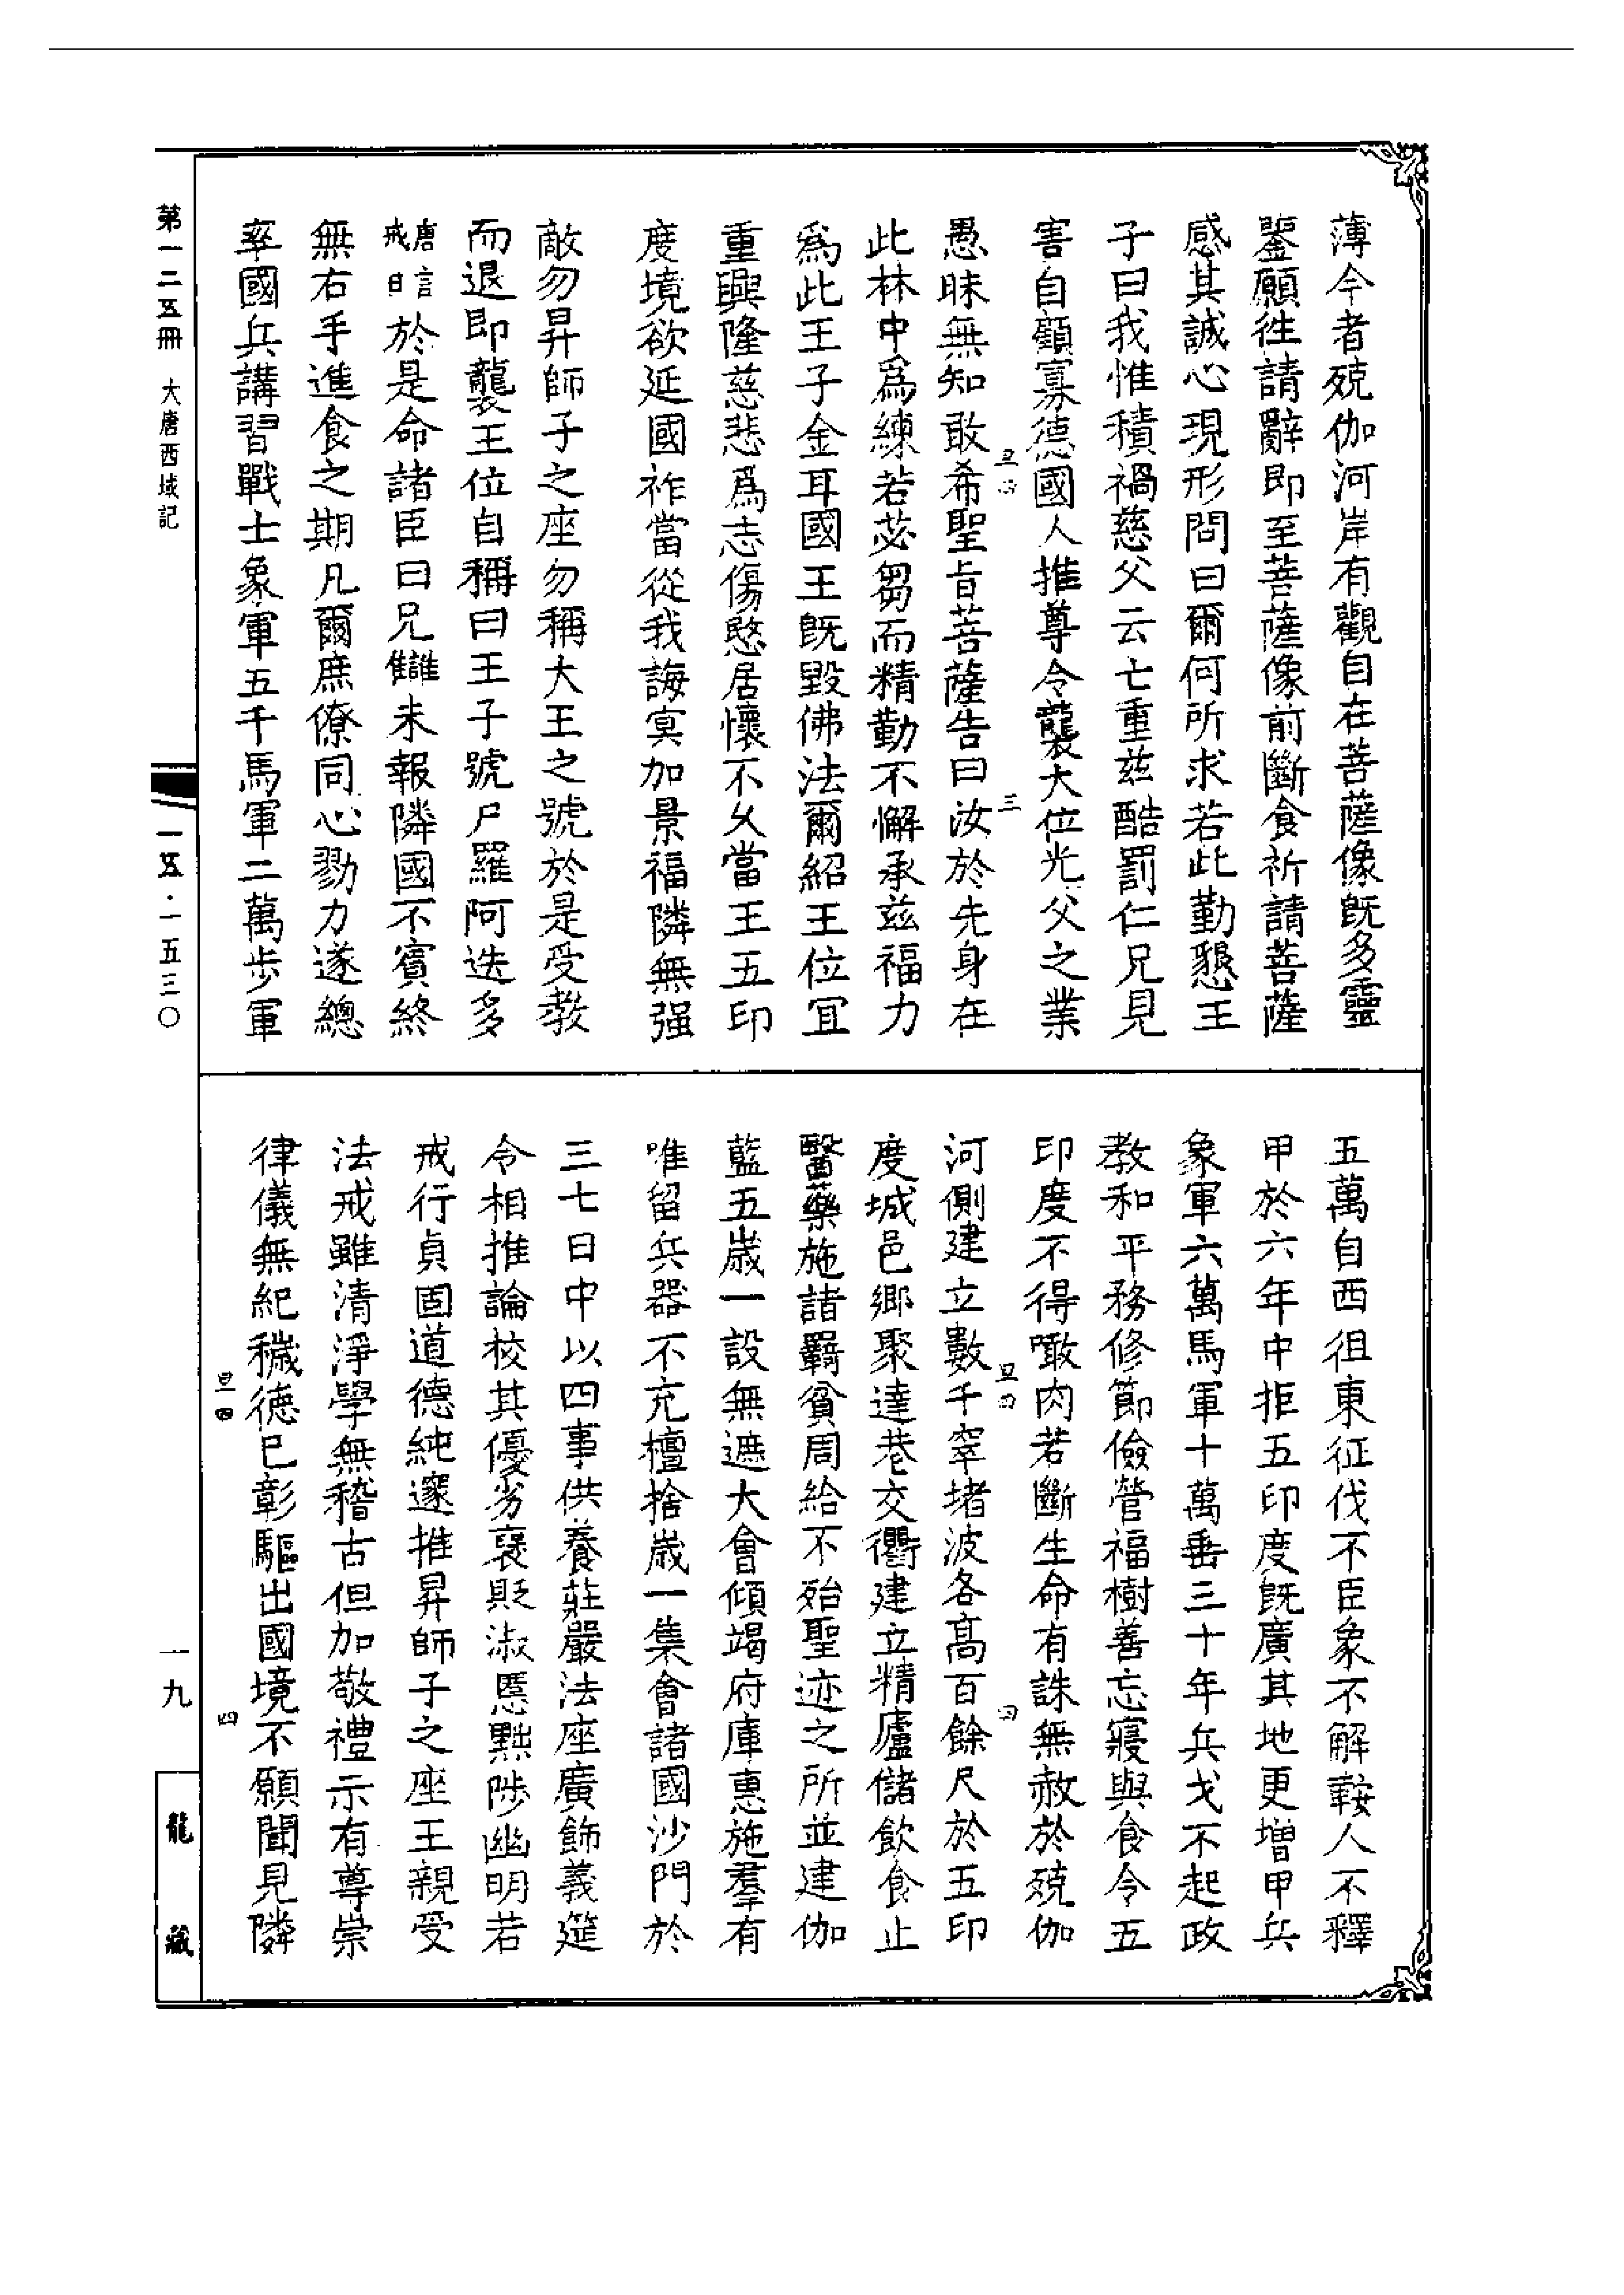 薄今者殑伽河岸有觀自在菩薩像旣多靈
鑒願往請辭即至菩薩像前斷食祈請菩薩
感其誠心現形問曰爾何所求若此勤懇王
子曰我惟積禍慈父云七重茲酷罰仁兄見
害自顧寡德國人推尊令襲大位光父之業
愚昧無知敢希聖旨菩薩告曰汝於先身在
此林中爲練若苾芻而精勤不懈承茲福力
爲此王子金耳國王旣毀佛法爾紹王位宜
重興隆慈悲爲志傷愍居懷不久當王五印
度境欲延國祚當從我誨冥加景福隣無强
敵勿昇師子之座勿稱大王之號於是受教
而退即襲王位自稱曰王子號尸羅阿迭多
唐言戒日於是命諸臣曰兄讎未報隣國不賓終
無右手進食之期凡爾庶僚同心勠力遂總
率國兵講習戰士象軍五千馬軍二萬步軍
五萬自西徂東征伐不臣象不解鞍人不釋
甲於六年中拒五印度旣廣其地更增甲兵
象軍六萬馬軍十萬垂三十年兵戈不起政
教和平務修節儉營福樹善忘寢與食令五
印度不得噉肉若斷生命有誅無赦於殑伽
河側建立數千窣堵波各高百餘尺於五印
度城邑鄉聚達巷交衢建立精廬儲飮食止
醫藥施諸羇貧周給不殆聖迹之所並建伽
藍五歲一設無遮大會傾竭府庫惠施羣有
唯留兵器不充檀捨歲一集會諸國沙門於
三七日中以四事供養莊嚴法座廣飾義筵
令相推論校其優劣褒貶淑慝黜陟幽明若
戒行貞固道德純邃推昇師子之座王親受
法戒雖清淨學無稽古但加敬禮示有尊崇
律儀無紀穢德已彰驅出國境不願聞見隣
旦六
三
旦四
四
旦四
四
第一二五冊 大唐西域記
一五·一五三〇
一九
龍藏